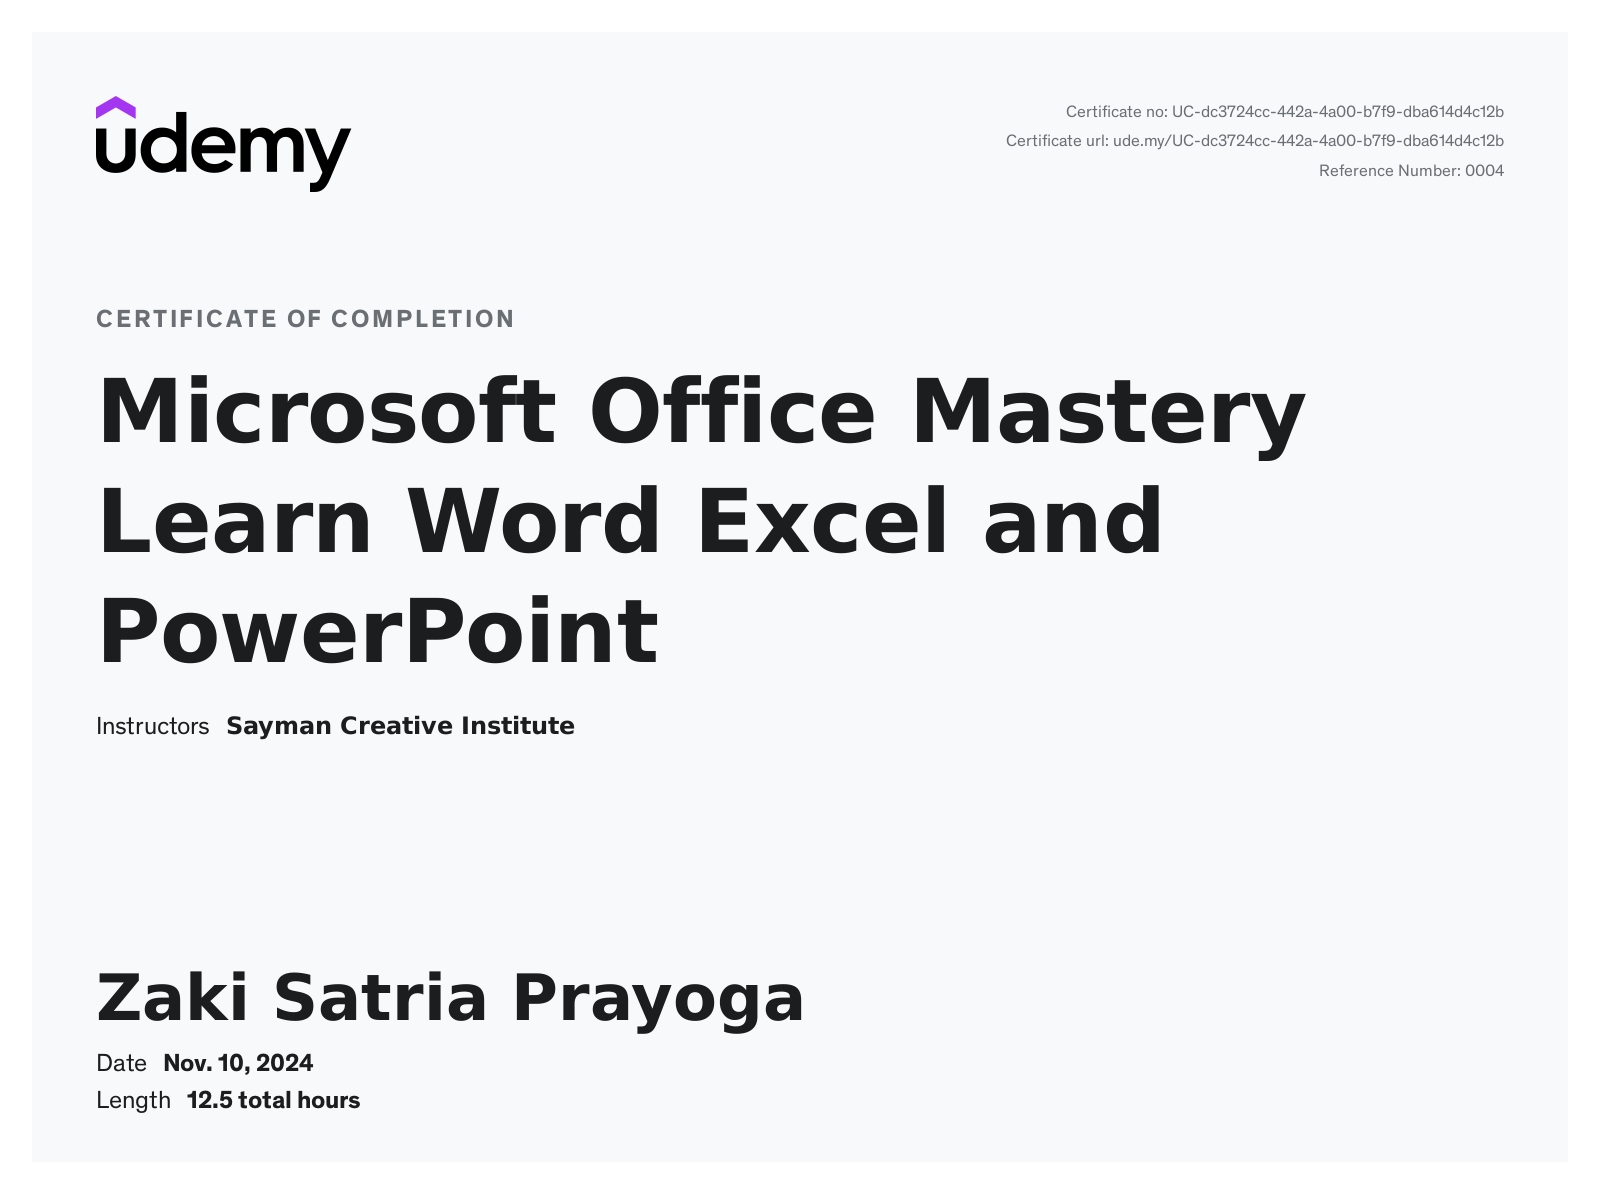 udemy
Certificate no: UC-dc3724cc-442a-4a00-b7f9-dba614d4c12b
Certificate url: ude.my/UC-dc3724cc-442a-4a00-b7f9-dba614d4c12b
Reference Number: 0004
CERTIFICATE OF COMPLETION
Microsoft Office Mastery
Learn Word Excel and
PowerPoint
Instructors Sayman Creative Institute
Zaki Satria Prayoga
Date Nov. 10, 2024
Length 12.5 total hours